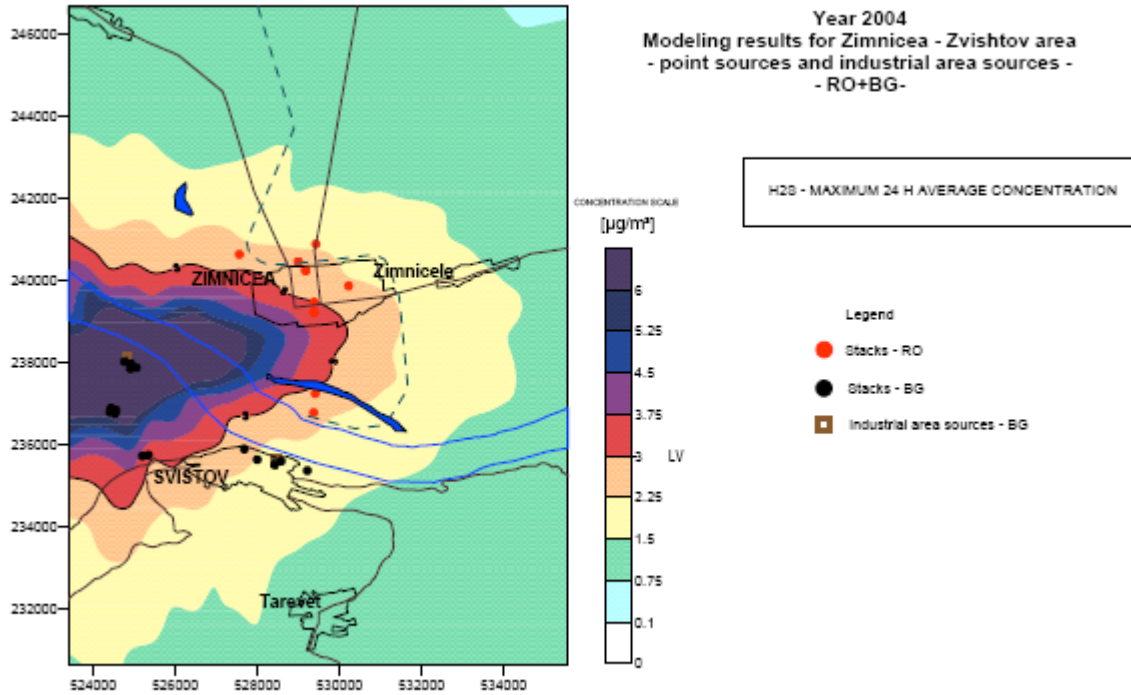 Year 2004
Modeling results for Zimnicea - Zvishtov area
- point sources and industrial area sources -
- RO+BG-
H2S - MAXIMUM 24 H AVERAGE CONCENTRATION
CONCENTRATION SCALE
[µg/m³]
6
5.25
4.5
3.75
3 LV
2.25
1.5
0.75
0.1
0
Legend
Stacks - RO
Stacks - BG
Industrial area sources - BG
246000
244000
242000
240000
238000
236000
234000
232000
524000 526000 528000 530000 532000 534000
ZIMNICEA
Zimnicele
SVISTOV
Tarevet
3
3